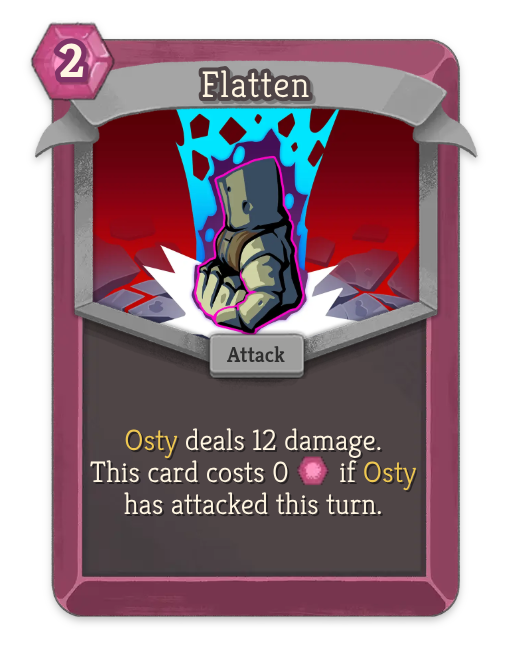 2
Flatten
Attack
Osty deals 12 damage.
This card costs 0 if Osty
has attacked this turn.